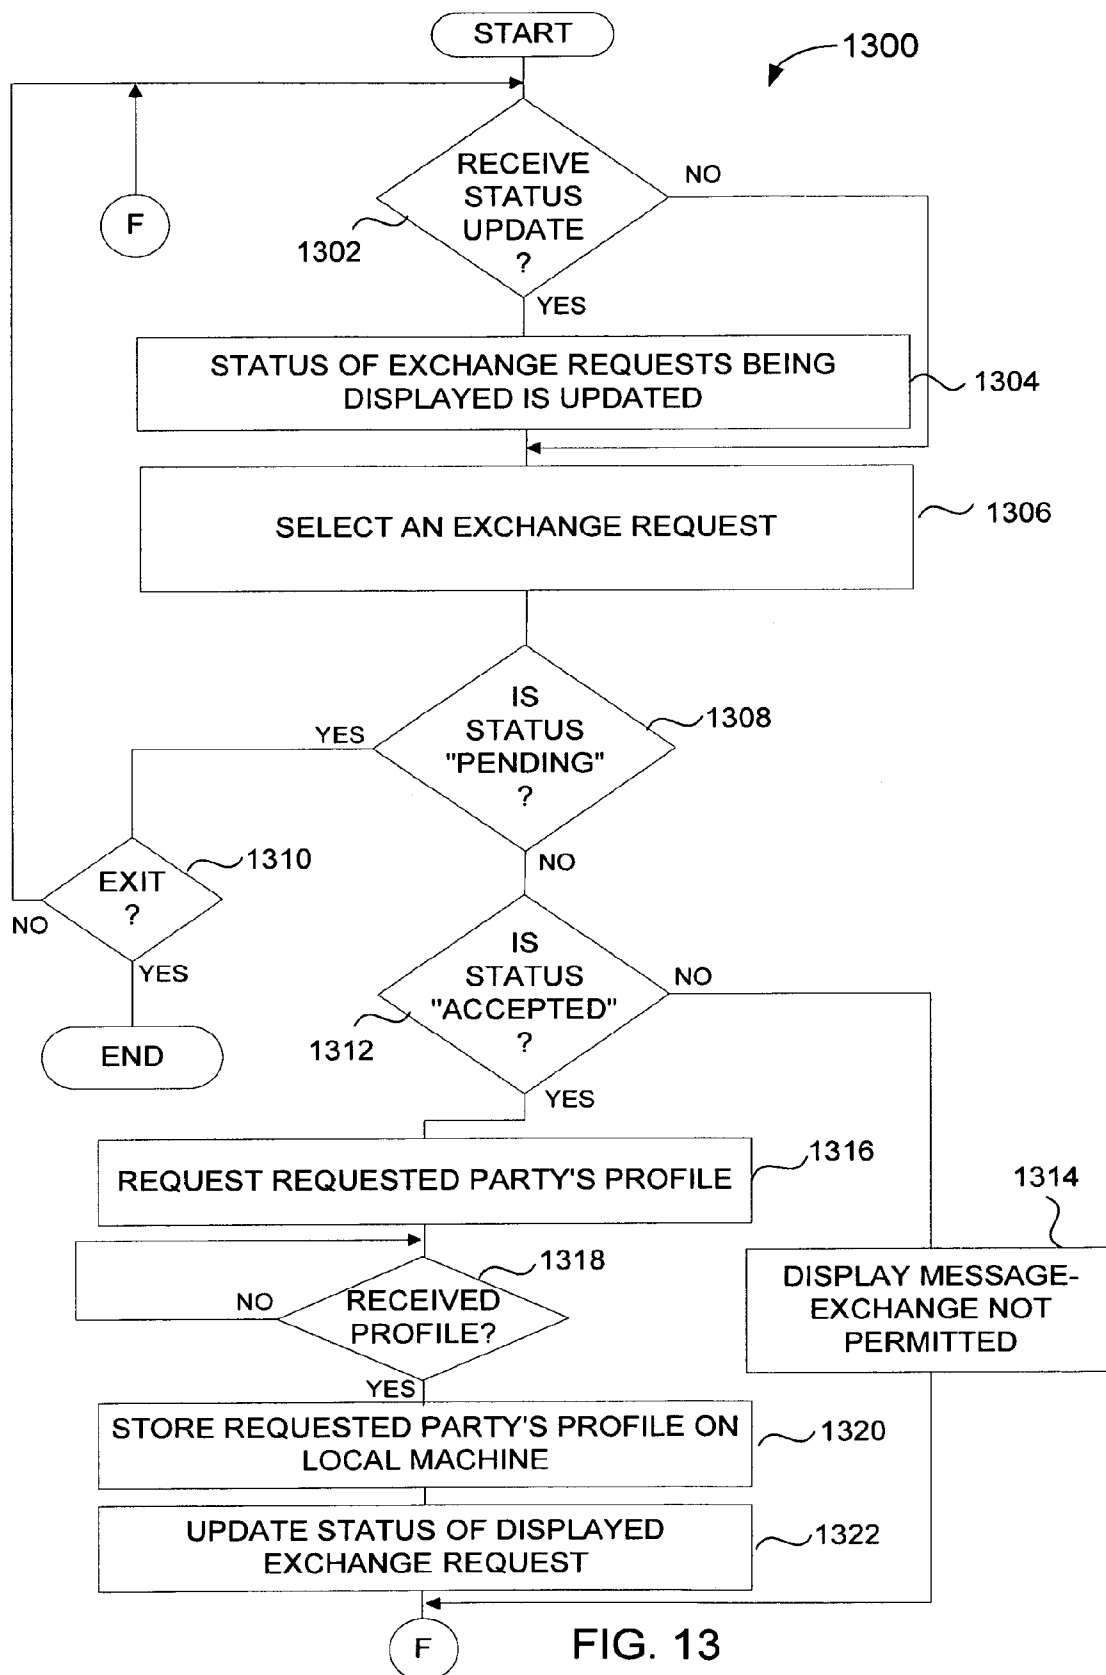 START
1300
RECEIVE
STATUS
UPDATE
?
NO
F
1302
YES
STATUS OF EXCHANGE REQUESTS BEING
DISPLAYED IS UPDATED
1304
SELECT AN EXCHANGE REQUEST
1306
IS
STATUS
"PENDING"
?
1308
YES
NO
EXIT
?
1310
NO
YES
END
IS
STATUS
"ACCEPTED"
?
NO
1312
YES
REQUEST REQUESTED PARTY'S PROFILE
1316
1314
RECEIVED
PROFILE?
1318
NO
YES
DISPLAY MESSAGE-
EXCHANGE NOT
PERMITTED
STORE REQUESTED PARTY'S PROFILE ON
LOCAL MACHINE
1320
UPDATE STATUS OF DISPLAYED
EXCHANGE REQUEST
1322
F
FIG. 13